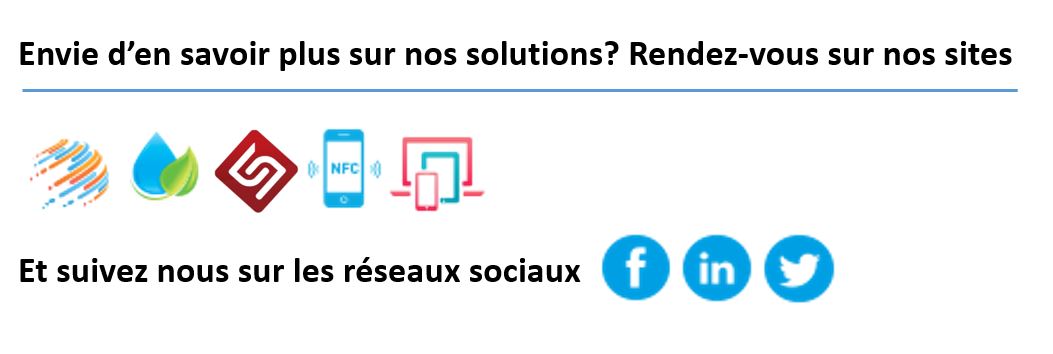 Envie d’en savoir plus sur nos solutions? Rendez-vous sur nos sites
NFC
Et suivez nous sur les réseaux sociaux
f in